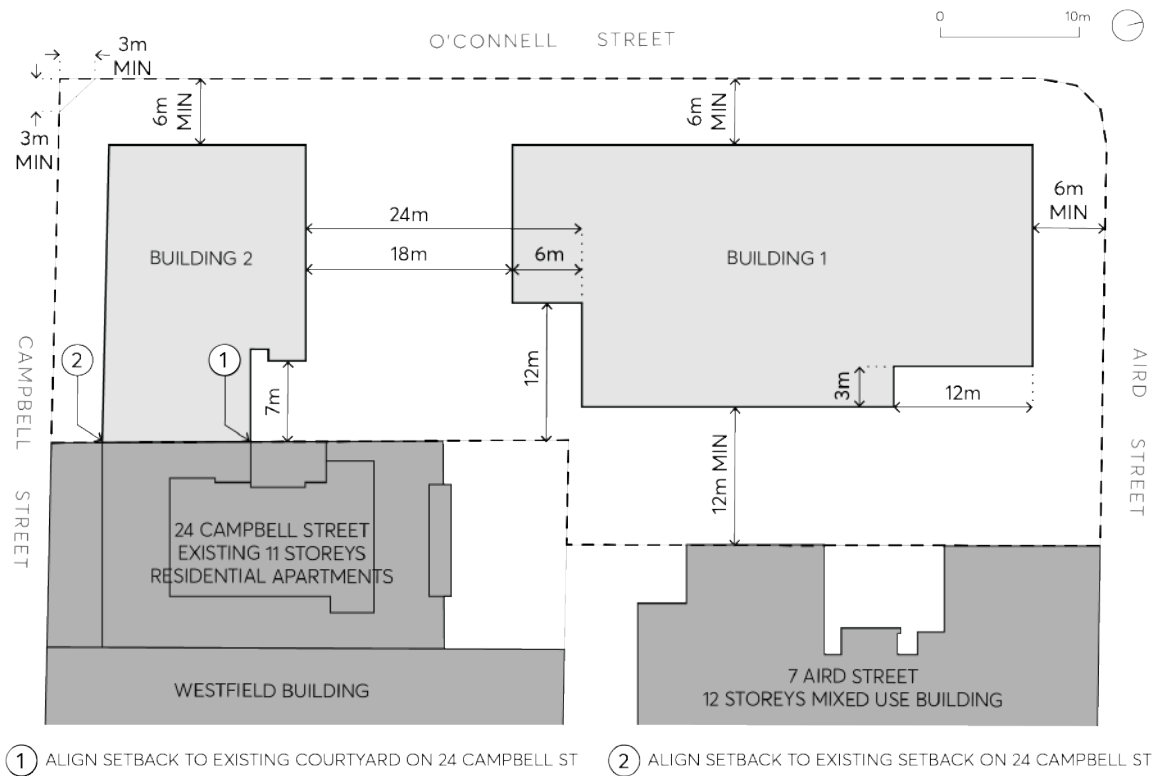 0 10m
O'CONNELL STREET
3m
MIN
3m
MIN
6m
MIN
6m
MIN
6m
MIN
24m
18m
6m
BUILDING 2
BUILDING 1
12m
7m
3m
12m
12m MIN
2
1
CAMPBELL STREET
AIRD STREET
24 CAMPBELL STREET
EXISTING 11 STOREYS
RESIDENTIAL APARTMENTS
WESTFIELD BUILDING
7 AIRD STREET
12 STOREYS MIXED USE BUILDING
1 ALIGN SETBACK TO EXISTING COURTYARD ON 24 CAMPBELL ST
2 ALIGN SETBACK TO EXISTING SETBACK ON 24 CAMPBELL ST